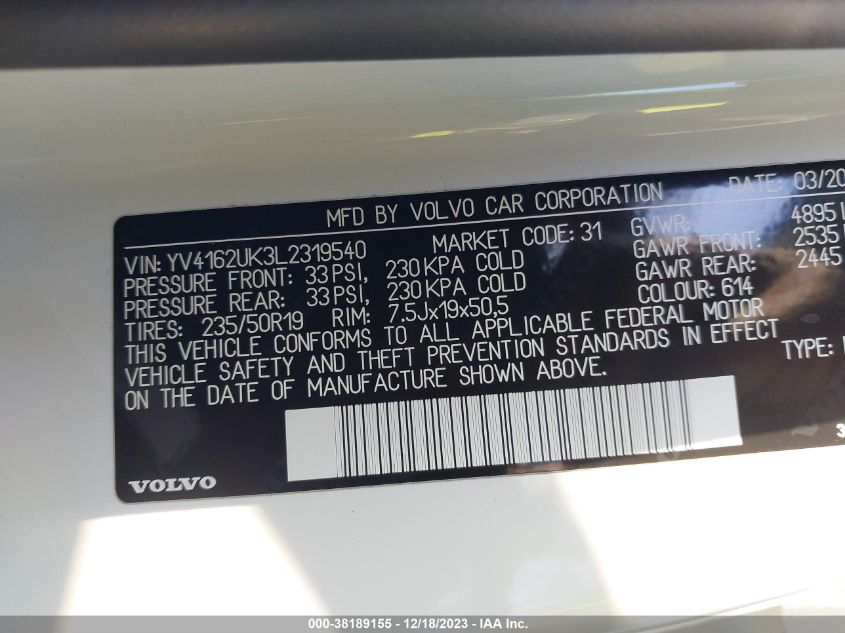 MFD BY VOLVO CAR CORPORATION DATE: 03/20
VIN: YV4162UK3L2319540 MARKET CODE: 31 GVWR: 4895
PRESSURE FRONT: 33 PSI, 230 KPA COLD GAWR FRONT: 2535
PRESSURE REAR: 33 PSI, 230 KPA COLD GAWR REAR: 2445
TIRES: 235/50R19 RIM: 7.5Jx19x50,5 COLOUR: 614
THIS VEHICLE CONFORMS TO ALL APPLICABLE FEDERAL MOTOR
VEHICLE SAFETY AND THEFT PREVENTION STANDARDS IN EFFECT
ON THE DATE OF MANUFACTURE SHOWN ABOVE. TYPE:
VOLVO
000-38189155 - 12/18/2023 - IAA Inc.